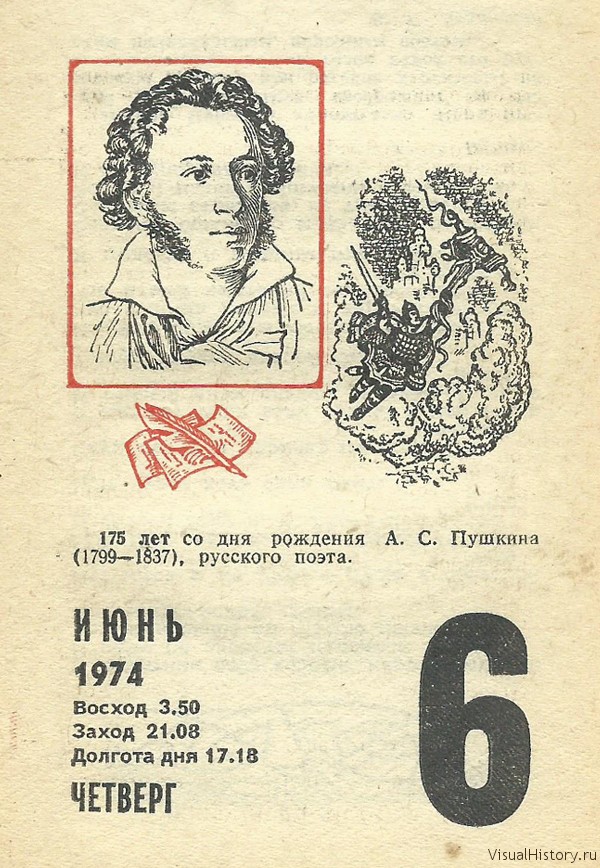 175 лет со дня рождения А. С. Пушкина
(1799—1837), русского поэта.
ИЮНЬ
1974
Восход 3.50
Заход 21.08
Долгота дня 17.18
ЧЕТВЕРГ
6
VisualHistory.ru